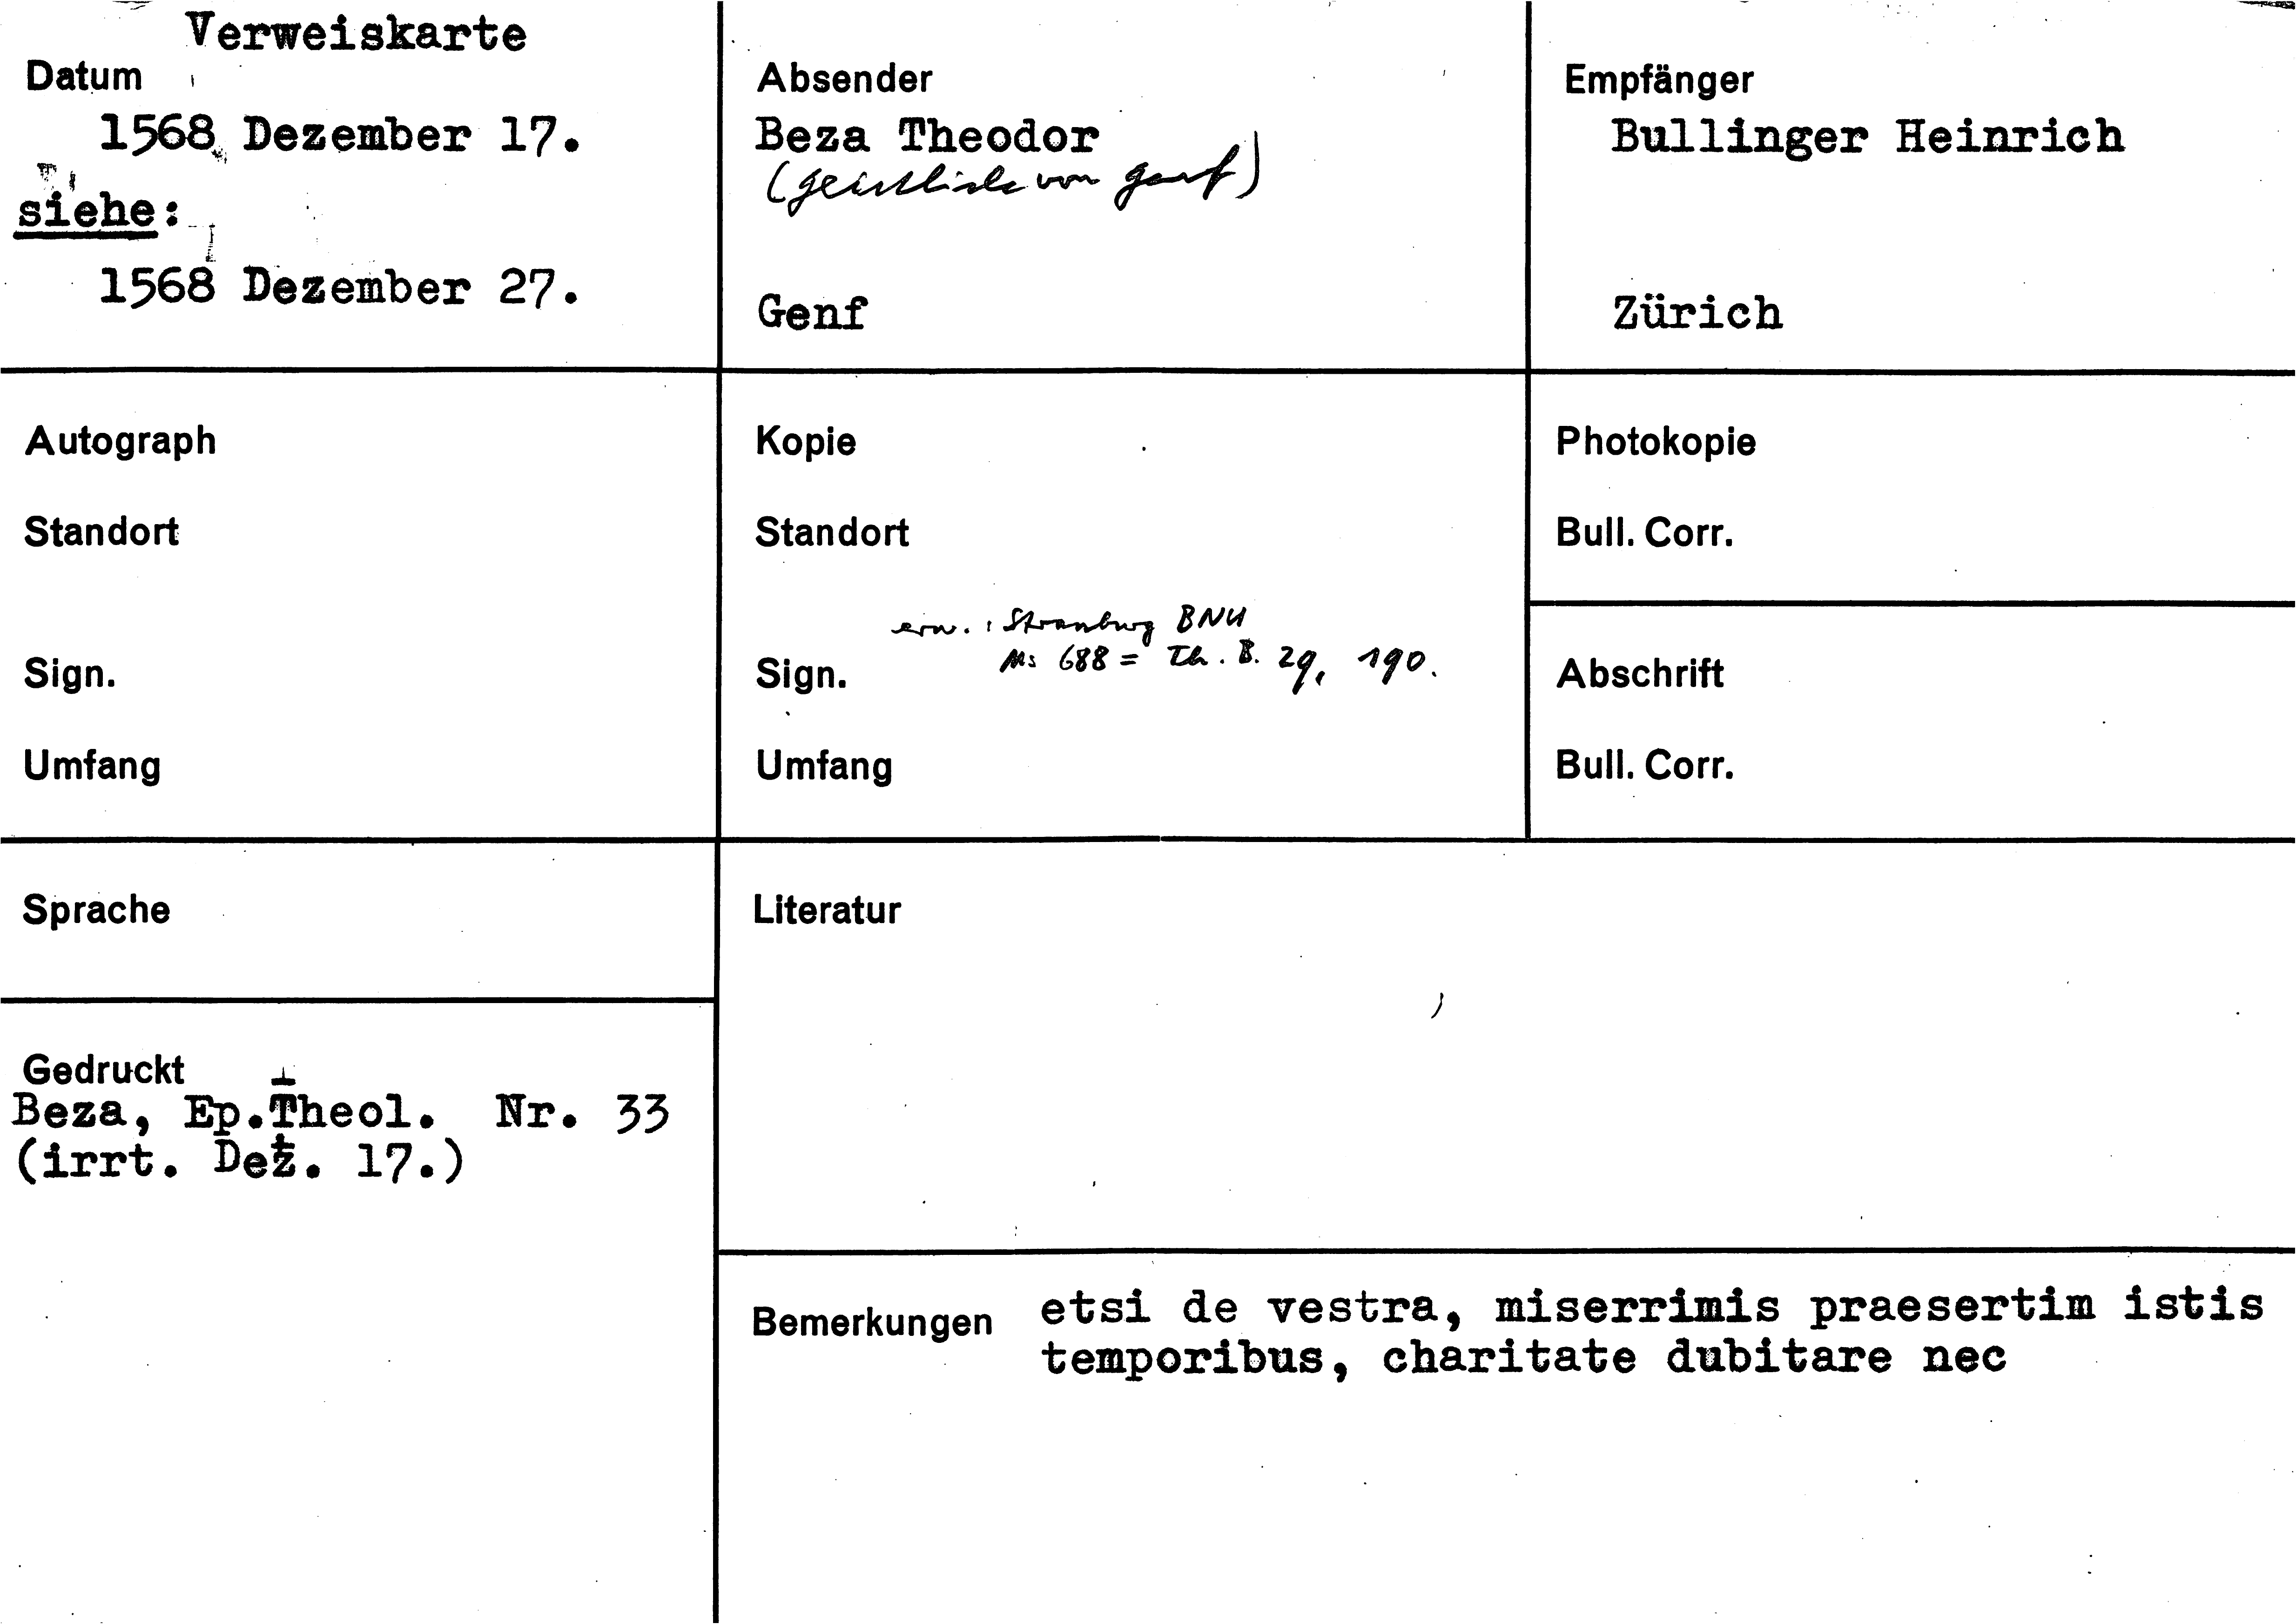 Verweiskarte
Datum
1568 Dezember 17.
siehe:
1568 Dezember 27.
Absender
Beza Theodor
(Geistliche von Genf)
Genf
Empfänger
Bullinger Heinrich
Zürich
Autograph
Standort
Sign.
Umfang
Kopie
Standort
erw.: Strassburg BNU
Ms 688 = Th. B. 29, 190.
Sign.
Umfang
Photokopie
Bull. Corr.
Abschrift
Bull. Corr.
Sprache
Gedruckt
Beza, Ep.Theol. Nr. 33
(irrt. Dez. 17.)
Literatur
Bemerkungen
etsi de vestra, miserrimis praesertim istis
temporibus, charitate dubitare nec